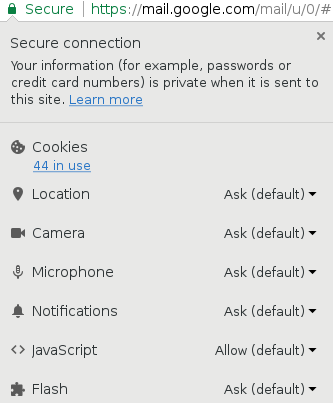 Secure https://mail.google.com/mail/u/0/#
Secure connection
Your information (for example, passwords or
credit card numbers) is private when it is sent to
this site. Learn more
Cookies
44 in use
Location Ask (default)
Camera Ask (default)
Microphone Ask (default)
Notifications Ask (default)
JavaScript Allow (default)
Flash Ask (default)